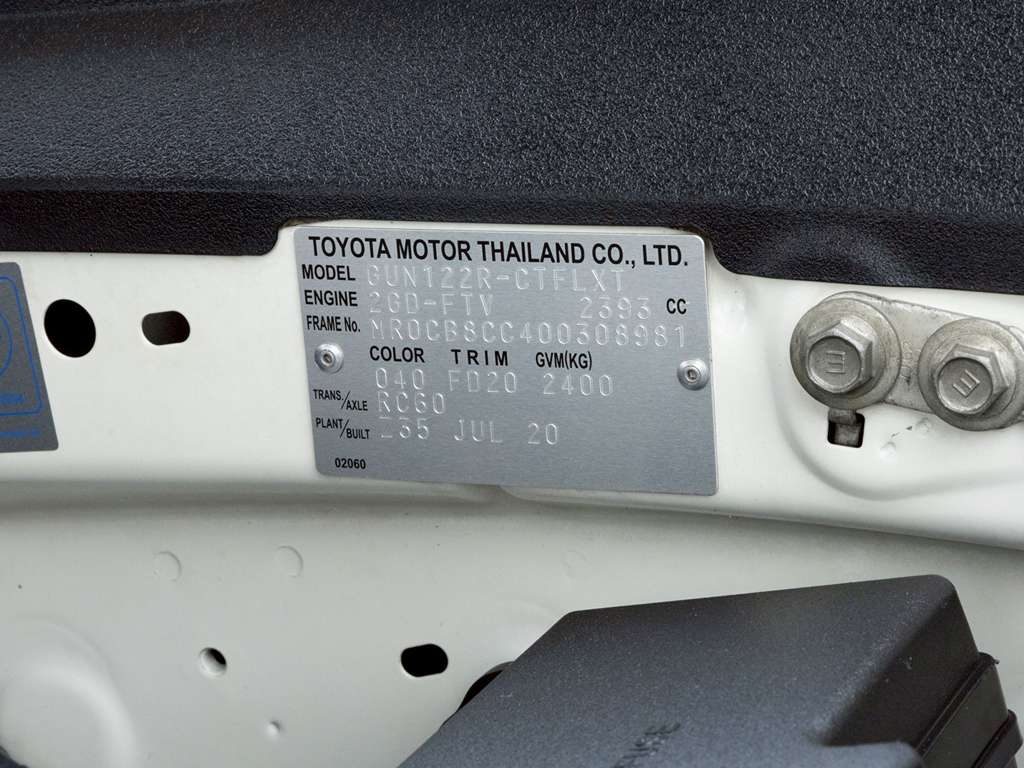 TOYOTA MOTOR THAILAND CO., LTD.
MODEL GUN122R-CTFLXT
ENGINE 2GD-FTV 2393 CC
FRAME No. MR0CB8CC400308981
COLOR TRIM GVM(KG)
040 FD20 2400
TRANS./AXLE RC60
PLANT/BUILT JUL 20
02060